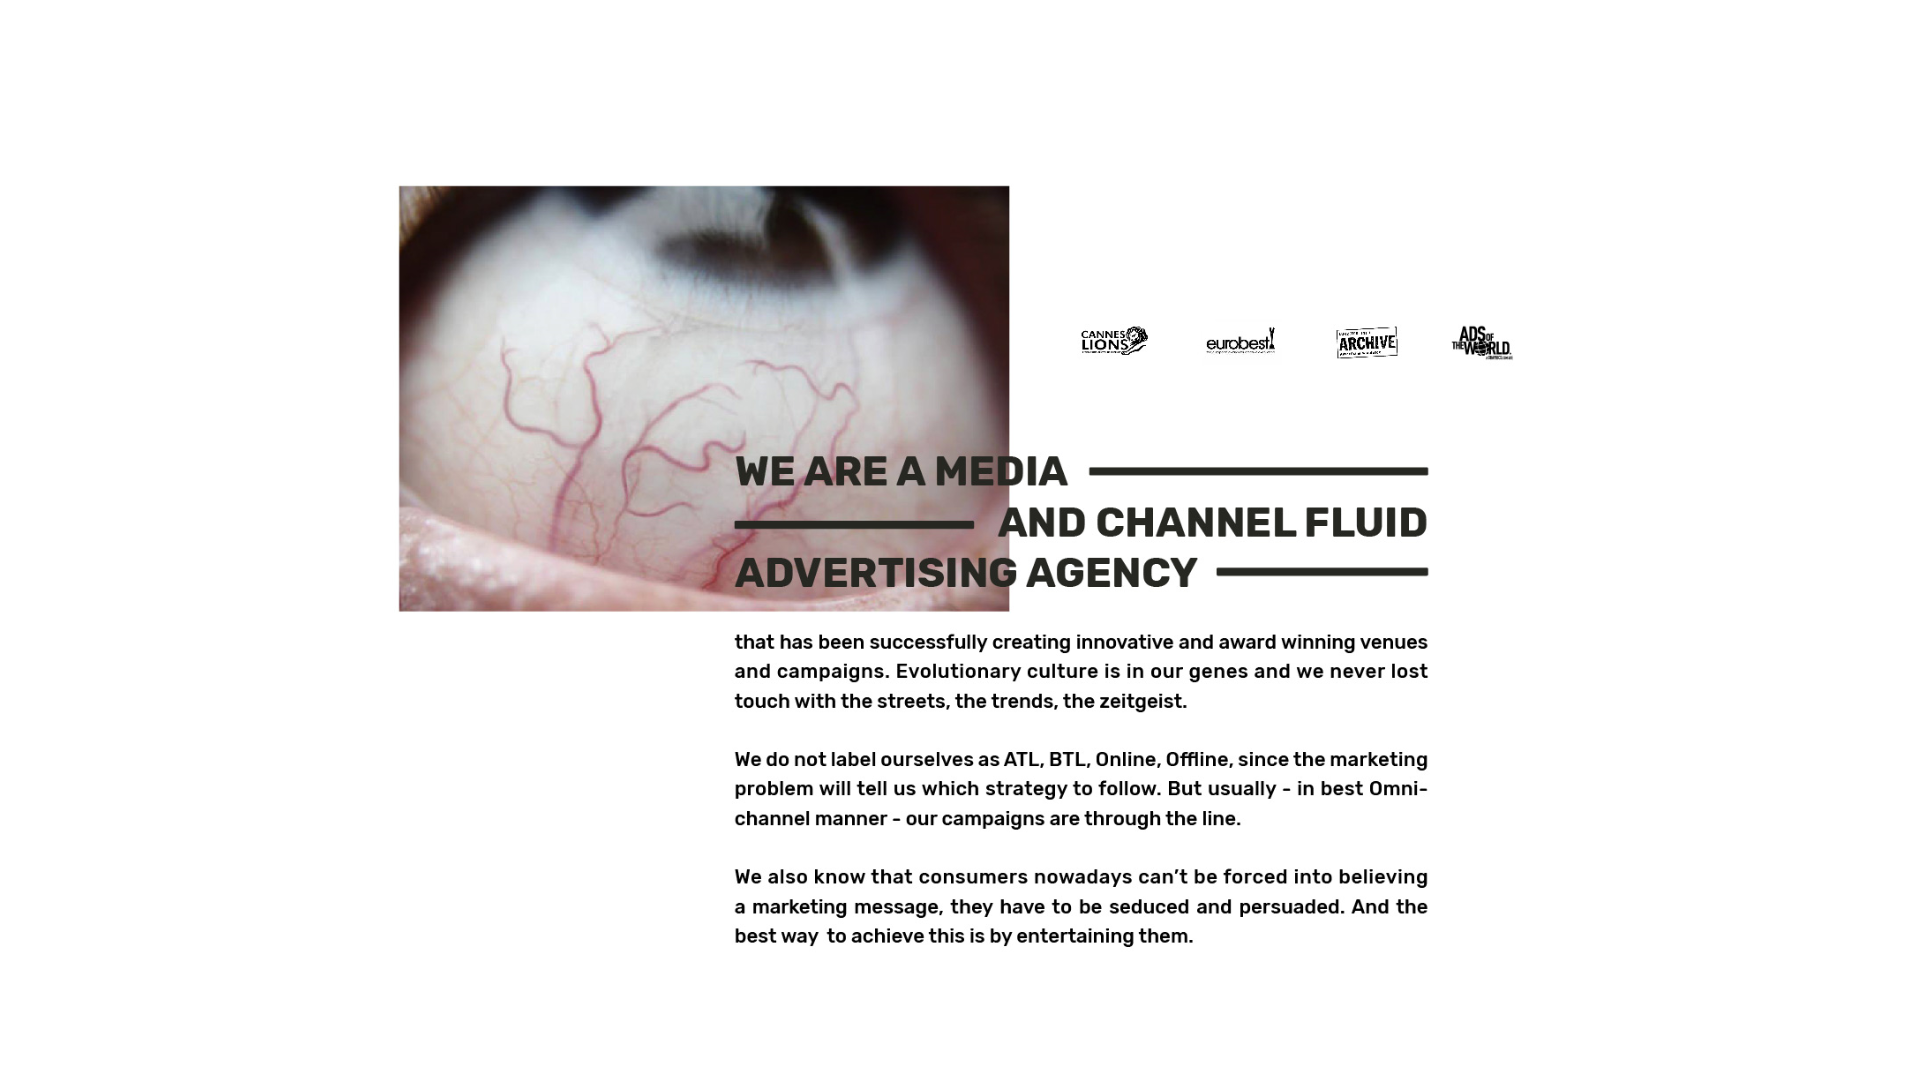 CANNES
LIONS
eurobest
ARCHIVE
ADS OF
THE WORLD
WE ARE A MEDIA
AND CHANNEL FLUID
ADVERTISING AGENCY
that has been successfully creating innovative and award winning venues
and campaigns. Evolutionary culture is in our genes and we never lost
touch with the streets, the trends, the zeitgeist.
We do not label ourselves as ATL, BTL, Online, Offline, since the marketing
problem will tell us which strategy to follow. But usually - in best Omni-
channel manner - our campaigns are through the line.
We also know that consumers nowadays can’t be forced into believing
a marketing message, they have to be seduced and persuaded. And the
best way  to achieve this is by entertaining them.